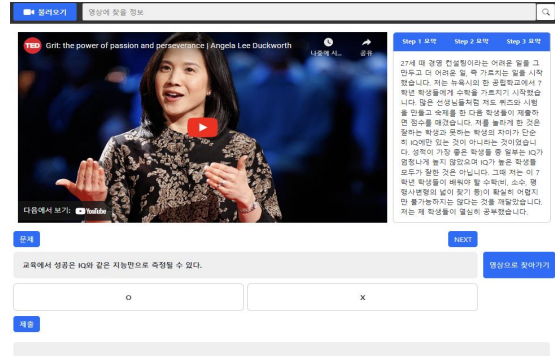 불러오기
영상에 찾을 정보
TED Grit: the power of passion and perseverance | Angela Lee Duckworth
나중에 시...
공유
다음에서 보기: YouTube
Step 1 요약
Step 2 요약
Step 3 요약
27세 때 경영 컨설팅이라는 어려운 일을 그
만두고 더 어려운 일, 즉 가르치는 일을 시작
했습니다. 저는 뉴욕시의 한 공립학교에서 7
학년 학생들에게 수학을 가르치기 시작했습
니다. 많은 선생님들처럼 저도 퀴즈와 시험
을 만들고 숙제를 한 다음 학생들이 제출하
면 점수를 매겼습니다. 저를 놀라게 한 것은
잘하는 학생과 못하는 학생의 차이가 단순
히 IQ에만 있는 것이 아니라는 것이었습니
다. 성적이 가장 좋은 학생들 중 일부는 IQ가
엄청나게 높지 않았으며 IQ가 높은 학생들
모두가 잘한 것은 아닙니다. 그때 저는 이 7
학년 학생들이 배워야 할 수학(비, 소수, 평
행사변형의 넓이 찾기 등)이 확실히 어렵지
만 불가능하지는 않다는 것을 깨달았습니다.
저는 제 학생들이 열심히 공부했습니다.
문제
NEXT
교육에서 성공은 IQ와 같은 지능만으로 측정될 수 있다.
영상으로 찾아가기
O
X
제출